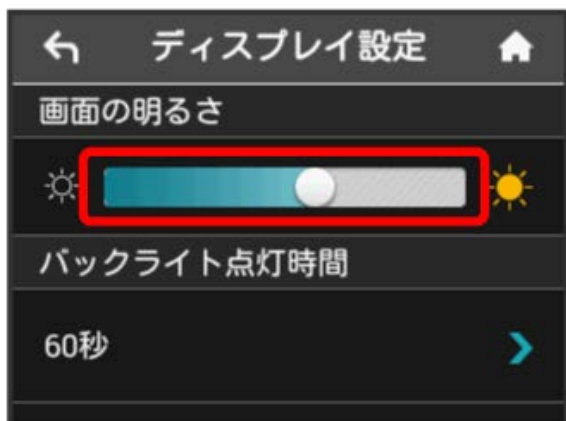 ディスプレイ設定
画面の明るさ
バックライト点灯時間
60秒